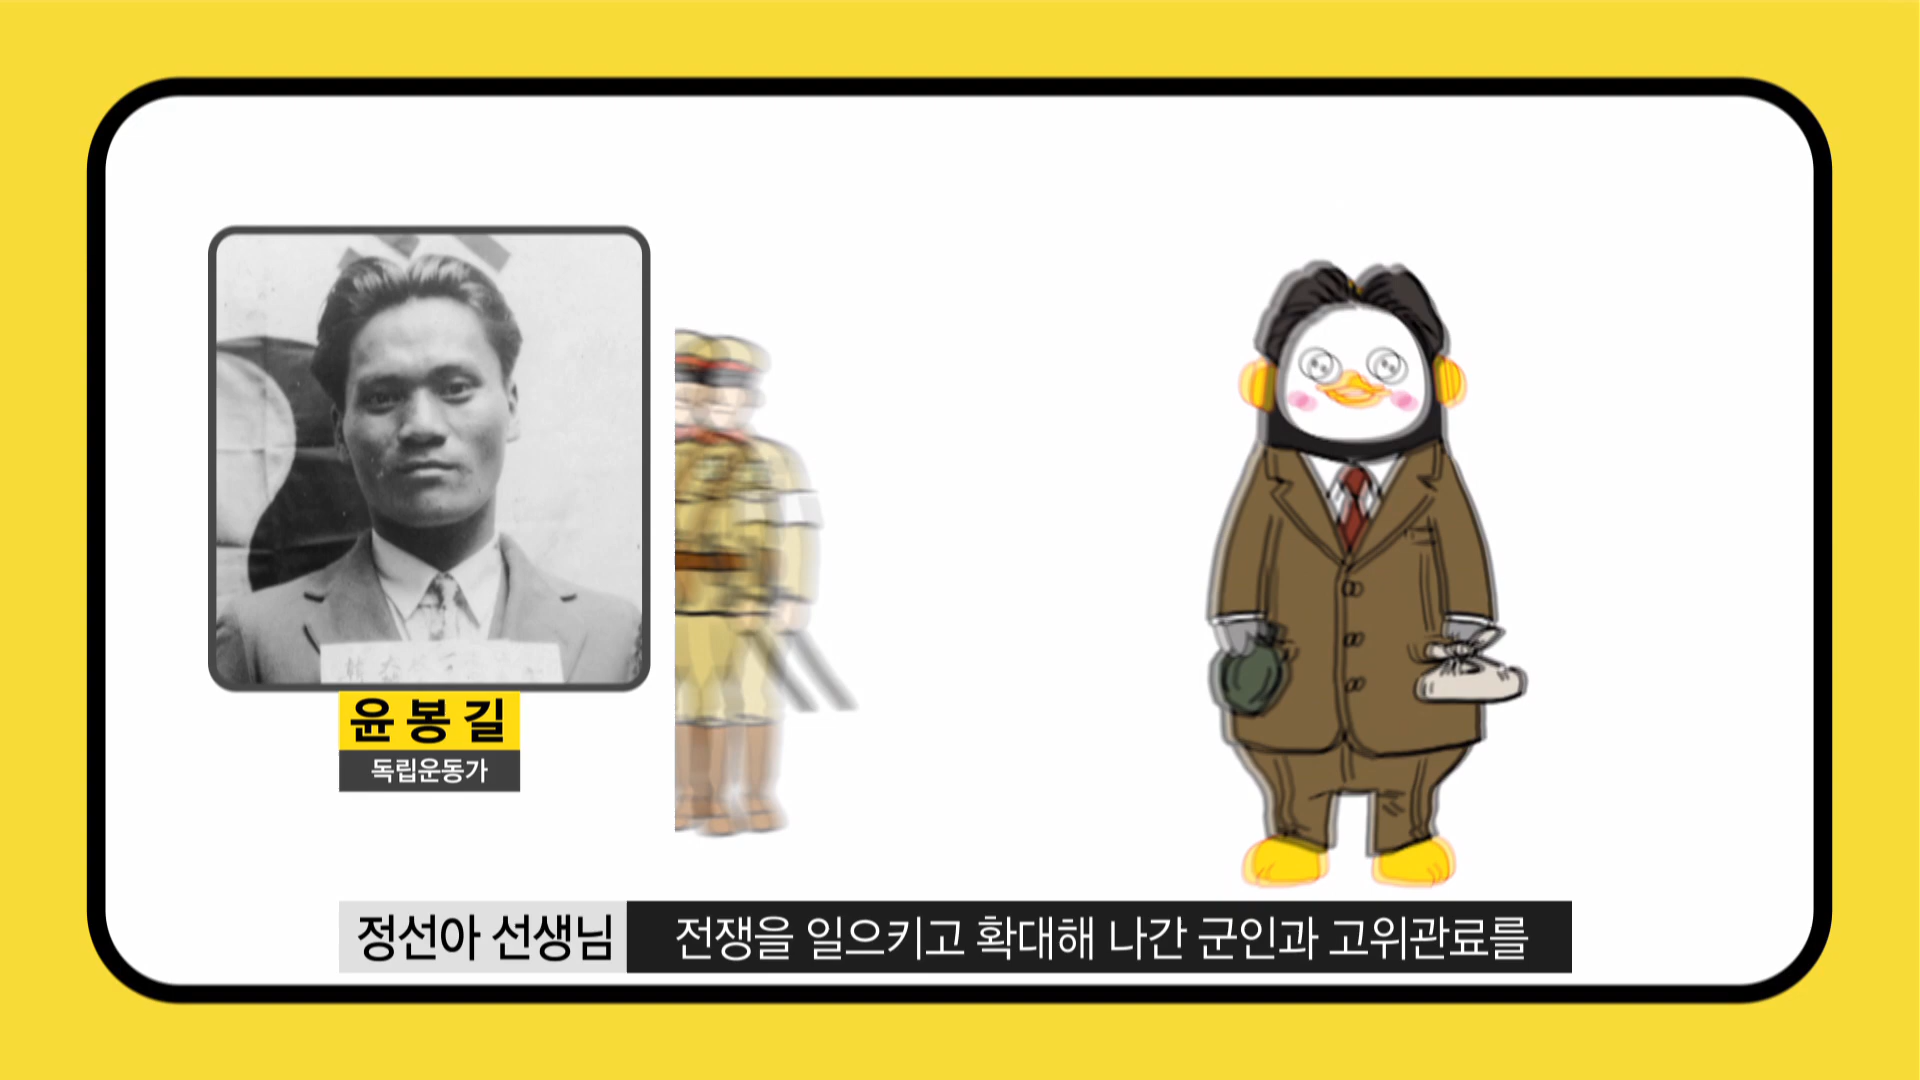 윤봉길
독립운동가
정선아 선생님 전쟁을 일으키고 확대해 나간 군인과 고위관료를